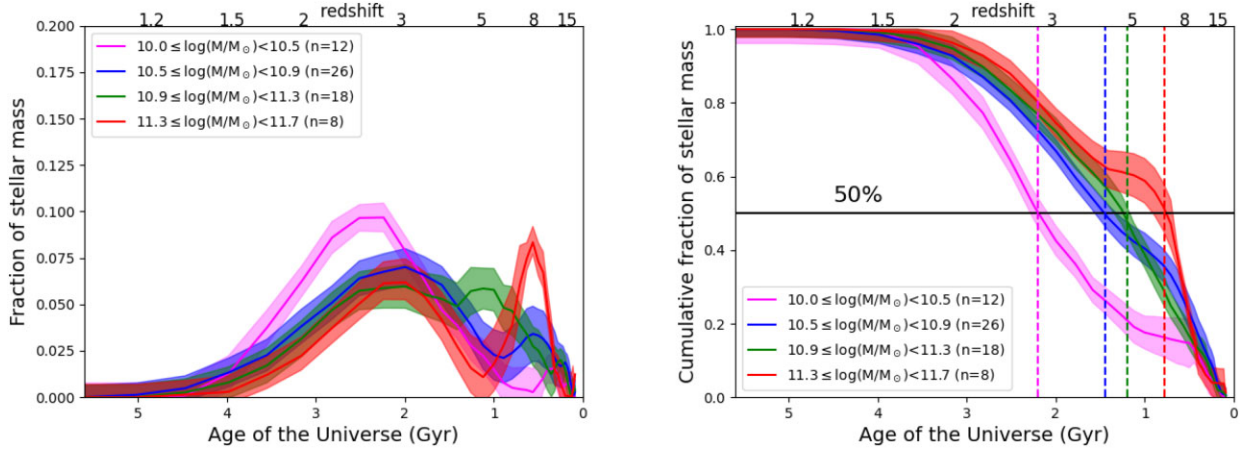 redshift
1.2 1.5 2 3 5 8 15
0.200
0.175
0.150
0.125
0.100
0.075
0.050
0.025
0.000
Fraction of stellar mass
10.0≤log(M/M⊙)<10.5 (n=12)
10.5≤log(M/M⊙)<10.9 (n=26)
10.9≤log(M/M⊙)<11.3 (n=18)
11.3≤log(M/M⊙)<11.7 (n=8)
5 4 3 2 1 0
Age of the Universe (Gyr)
redshift
1.2 1.5 2 3 5 8 15
1.0
0.8
0.6
0.4
0.2
0.0
Cumulative fraction of stellar mass
50%
10.0≤log(M/M⊙)<10.5 (n=12)
10.5≤log(M/M⊙)<10.9 (n=26)
10.9≤log(M/M⊙)<11.3 (n=18)
11.3≤log(M/M⊙)<11.7 (n=8)
5 4 3 2 1 0
Age of the Universe (Gyr)